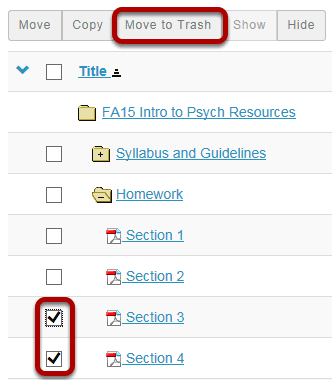 Move Copy Move to Trash Show Hide
Title
FA15 Intro to Psych Resources
Syllabus and Guidelines
Homework
Section 1
Section 2
Section 3
Section 4